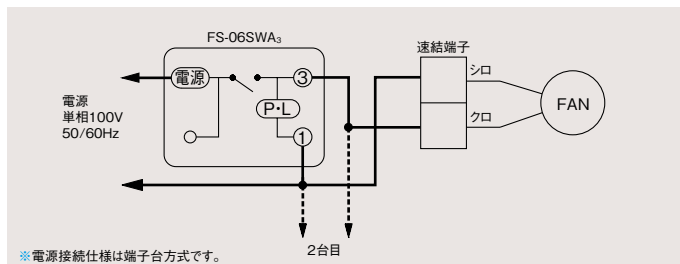 FS-06SWA₃
速結端子
電源
③
シロ
P・L
FAN
電源
単相100V
50/60Hz
クロ
①
2台目
※電源接続仕様は端子台方式です。